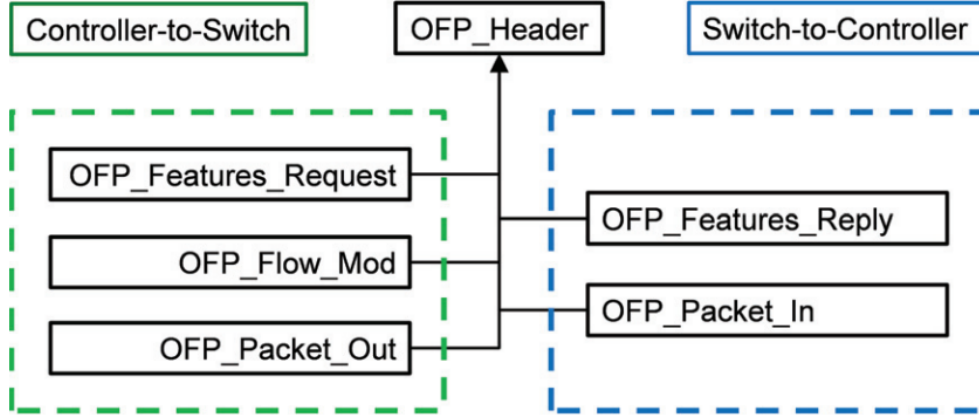 Controller-to-Switch
OFP_Header
Switch-to-Controller
OFP_Features_Request
OFP_Flow_Mod
OFP_Packet_Out
OFP_Features_Reply
OFP_Packet_In